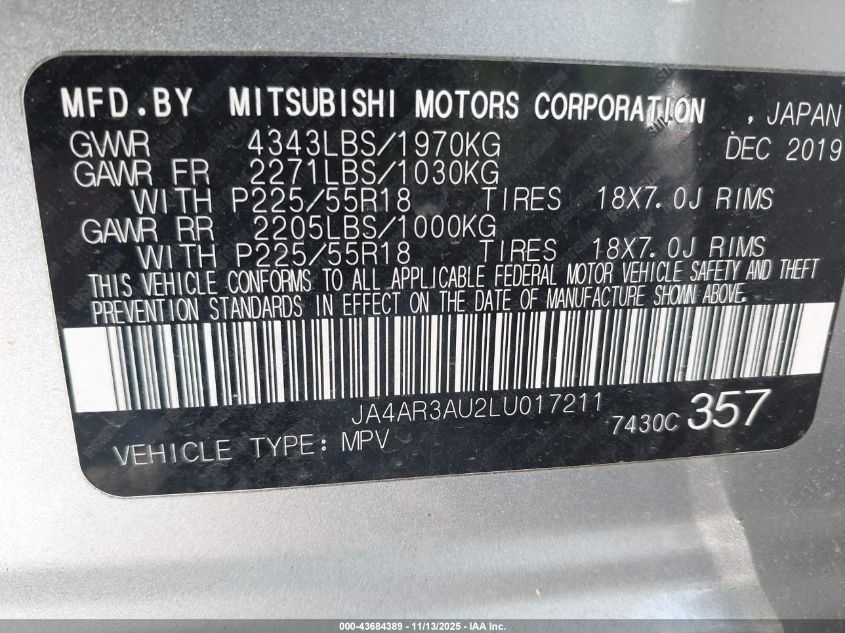 MFD.BY MITSUBISHI MOTORS CORPORATION , JAPAN
GVWR 4343LBS/1970KG DEC 2019
GAWR FR 2271LBS/1030KG
WITH P225/55R18 TIRES 18X7.0J RIMS
GAWR RR 2205LBS/1000KG
WITH P225/55R18 TIRES 18X7.0J RIMS
THIS VEHICLE CONFORMS TO ALL APPLICABLE FEDERAL MOTOR VEHICLE SAFETY AND THEFT
PREVENTION STANDARDS IN EFFECT ON THE DATE OF MANUFACTURE SHOWN ABOVE.
JA4AR3AU2LU017211 7430C 357
VEHICLE TYPE: MPV
000-43684389 - 11/13/2025 - IAA Inc.